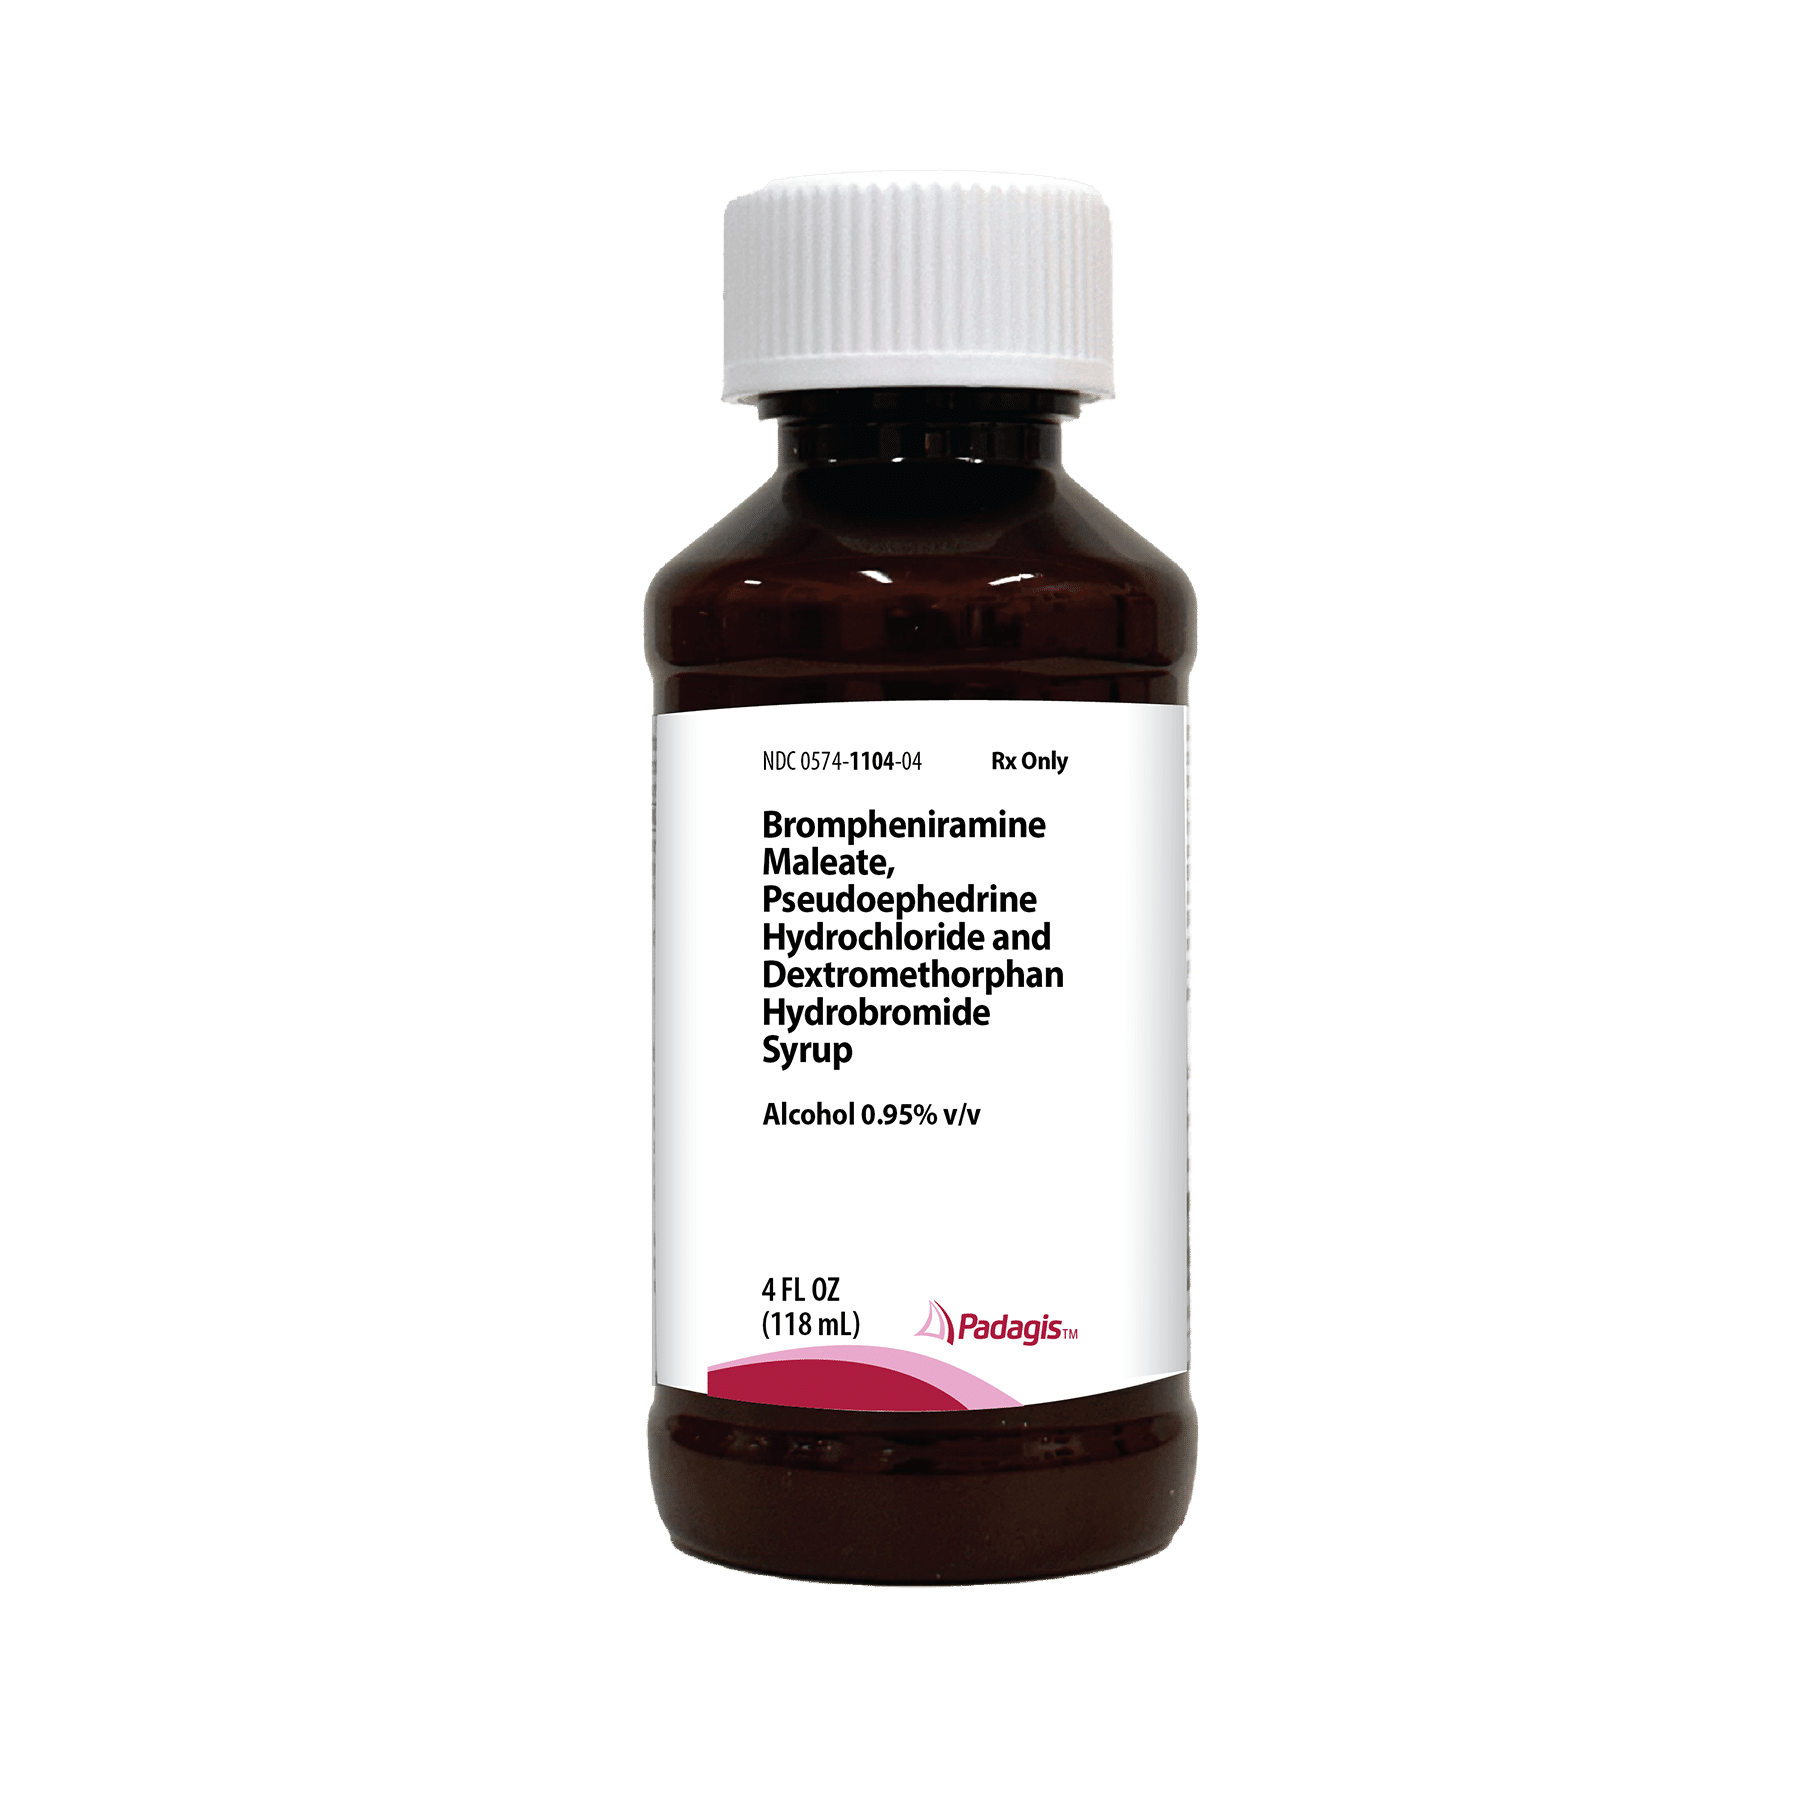 NDC 0574-1104-04 Rx Only
Brompheniramine
Maleate,
Pseudoephedrine
Hydrochloride and
Dextromethorphan
Hydrobromide
Syrup
Alcohol 0.95% v/v
4 FL OZ
(118 mL)
Padagis™